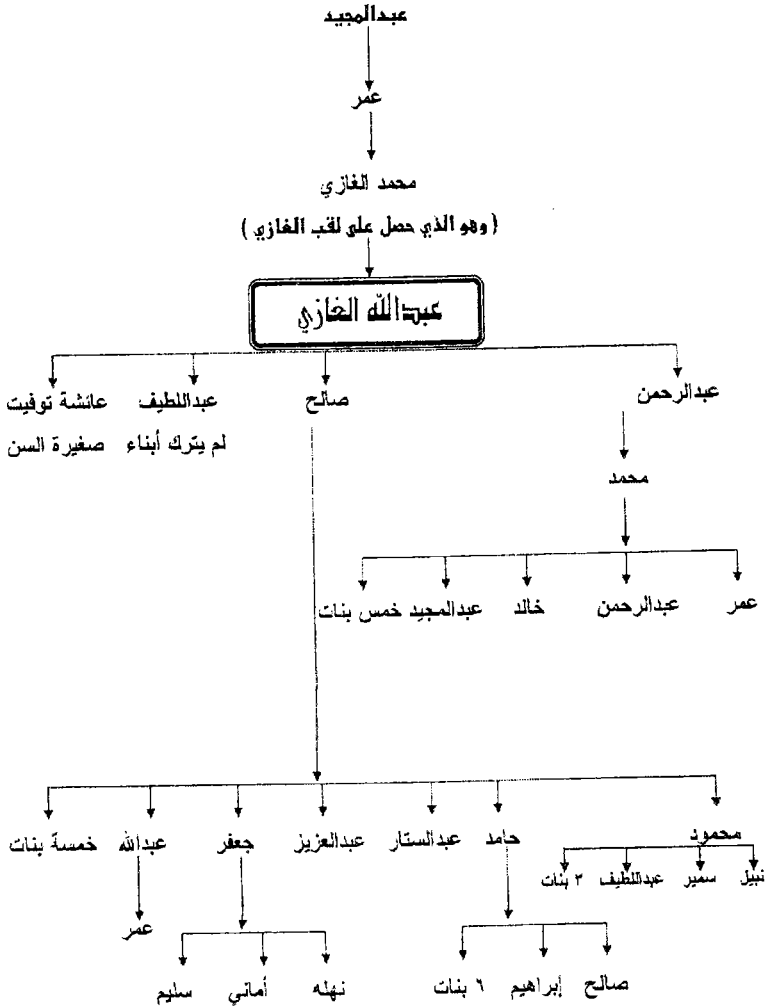 عبدالمجيد
عمر
محمد الغازي
( وهو الذي حصل على لقب الغازي )
عبدالله الغازي
عبدالرحمن صالح عبداللطيف عائشة توفيت
لم يترك أبناء صغيرة السن
محمد
عمر عبدالرحمن خالد عبدالمجيد خمس بنات
محمود حامد عبدالستار عبدالعزيز جعفر عبدالله خمسة بنات
نبيل سمير عبداللطيف ٣ بنات
عمر
صالح إبراهيم ٦ بنات نهله أماني سليم